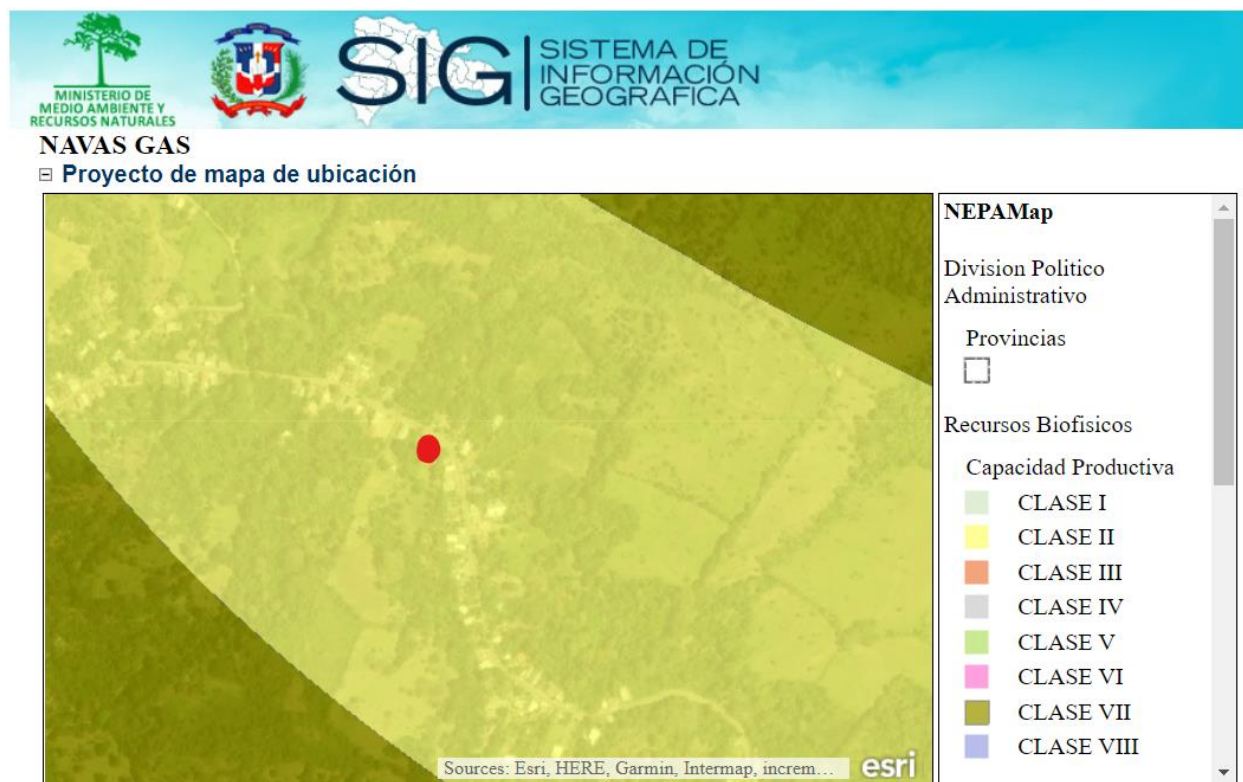 MINISTERIO DE
MEDIO AMBIENTE Y
RECURSOS NATURALES
SIG
SISTEMA DE
INFORMACIÓN
GEOGRAFICA
NAVAS GAS
Proyecto de mapa de ubicación
NEPAMap
Division Politico
Administrativo
Provincias
Recursos Biofisicos
Capacidad Productiva
CLASE I
CLASE II
CLASE III
CLASE IV
CLASE V
CLASE VI
CLASE VII
CLASE VIII
Sources: Esri, HERE, Garmin, Intermap, increm...
esri